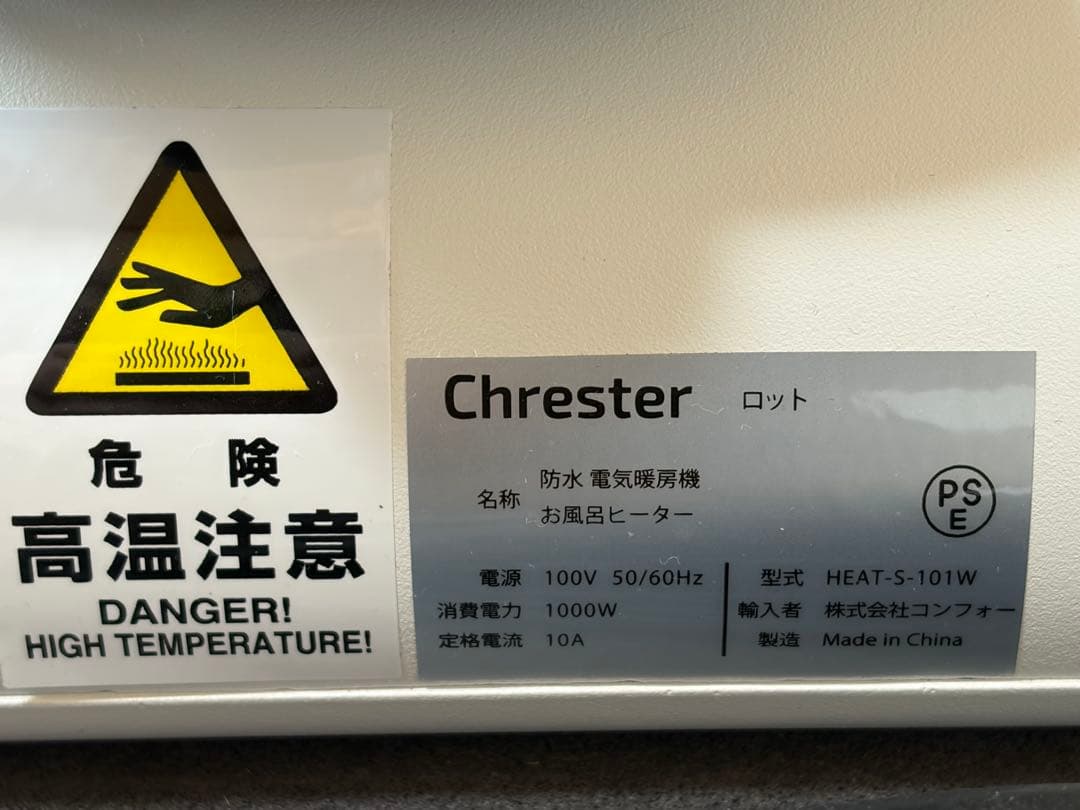 危険
高温注意
DANGER!
HIGH TEMPERATURE!
Chrester ロット
名称 防水 電気暖房機
お風呂ヒーター
PS
E
電源 100V 50/60Hz
消費電力 1000W
定格電流 10A
型式 HEAT-S-101W
輸入者 株式会社コンフォー
製造 Made in China